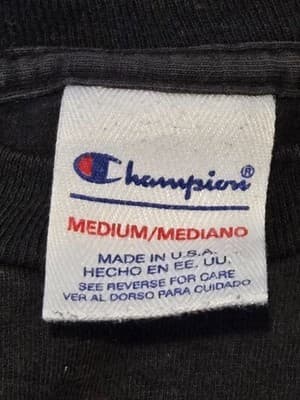 Champion®
MEDIUM/MEDIANO
MADE IN U.S.A.
HECHO EN EE. UU.
SEE REVERSE FOR CARE
VER AL DORSO PARA CUIDADO